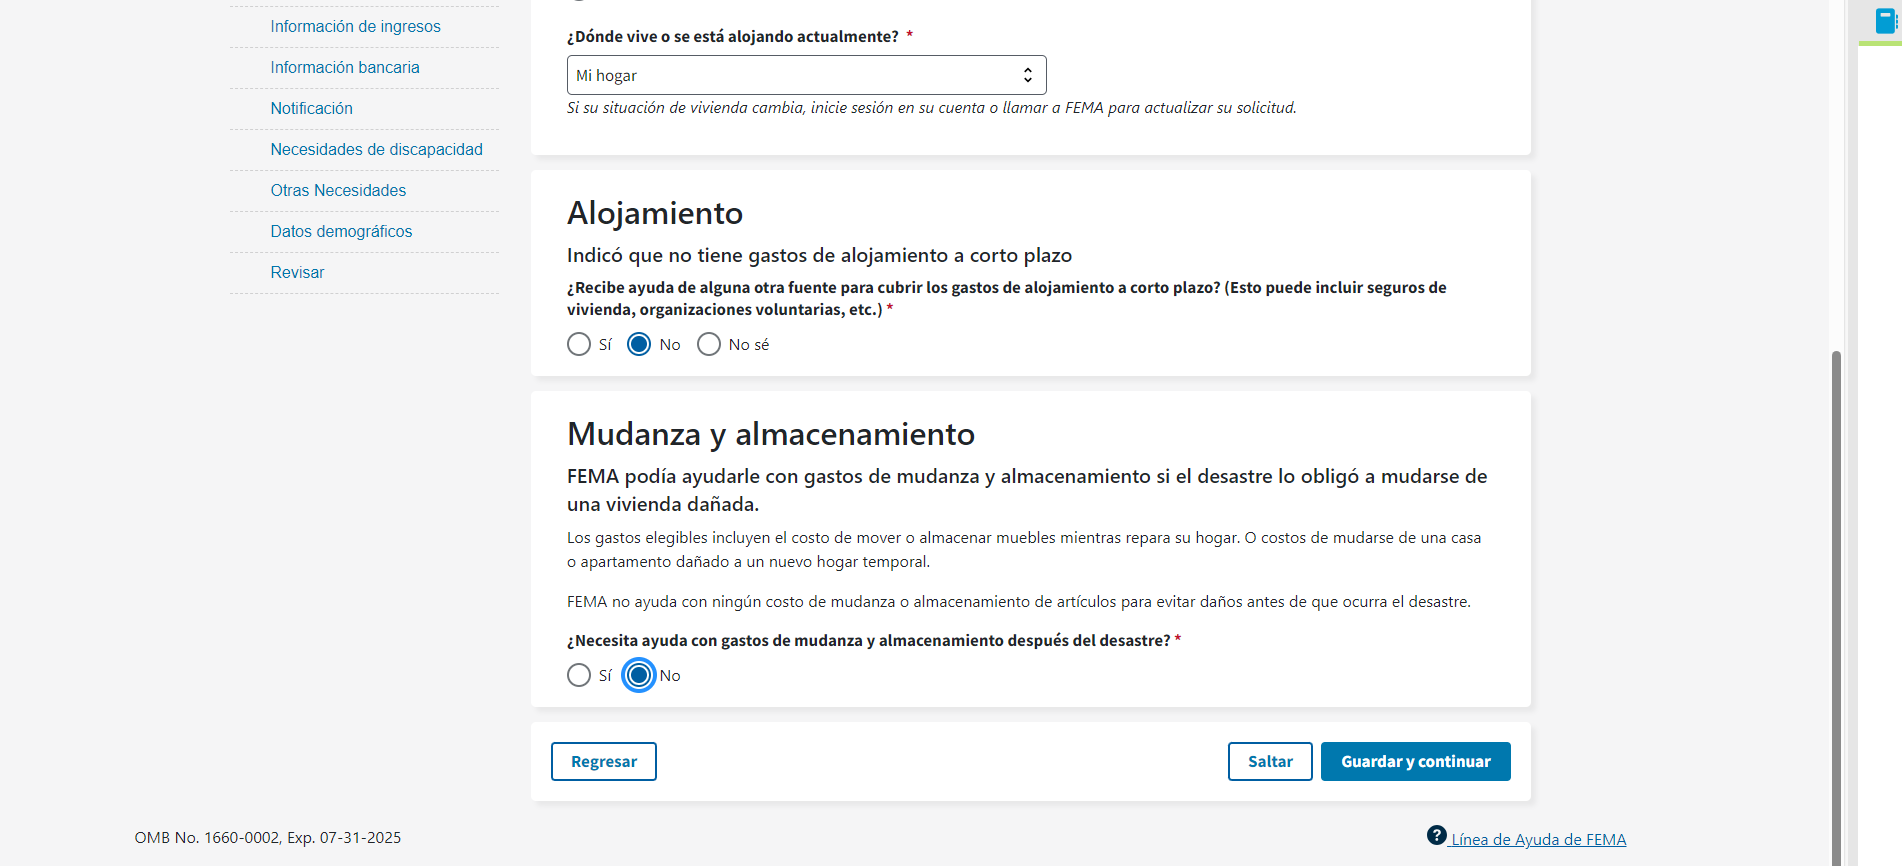 Información de ingresos
Información bancaria
Notificación
Necesidades de discapacidad
Otras Necesidades
Datos demográficos
Revisar
¿Dónde vive o se está alojando actualmente? *
Mi hogar
Si su situación de vivienda cambia, inicie sesión en su cuenta o llamar a FEMA para actualizar su solicitud.
Alojamiento
Indicó que no tiene gastos de alojamiento a corto plazo
¿Recibe ayuda de alguna otra fuente para cubrir los gastos de alojamiento a corto plazo? (Esto puede incluir seguros de
vivienda, organizaciones voluntarias, etc.) *
Sí No No sé
Mudanza y almacenamiento
FEMA podía ayudarle con gastos de mudanza y almacenamiento si el desastre lo obligó a mudarse de
una vivienda dañada.
Los gastos elegibles incluyen el costo de mover o almacenar muebles mientras repara su hogar. O costos de mudarse de una casa
o apartamento dañado a un nuevo hogar temporal.
FEMA no ayuda con ningún costo de mudanza o almacenamiento de artículos para evitar daños antes de que ocurra el desastre.
¿Necesita ayuda con gastos de mudanza y almacenamiento después del desastre? *
Sí No
Regresar Saltar Guardar y continuar
OMB No. 1660-0002, Exp. 07-31-2025
? Línea de Ayuda de FEMA